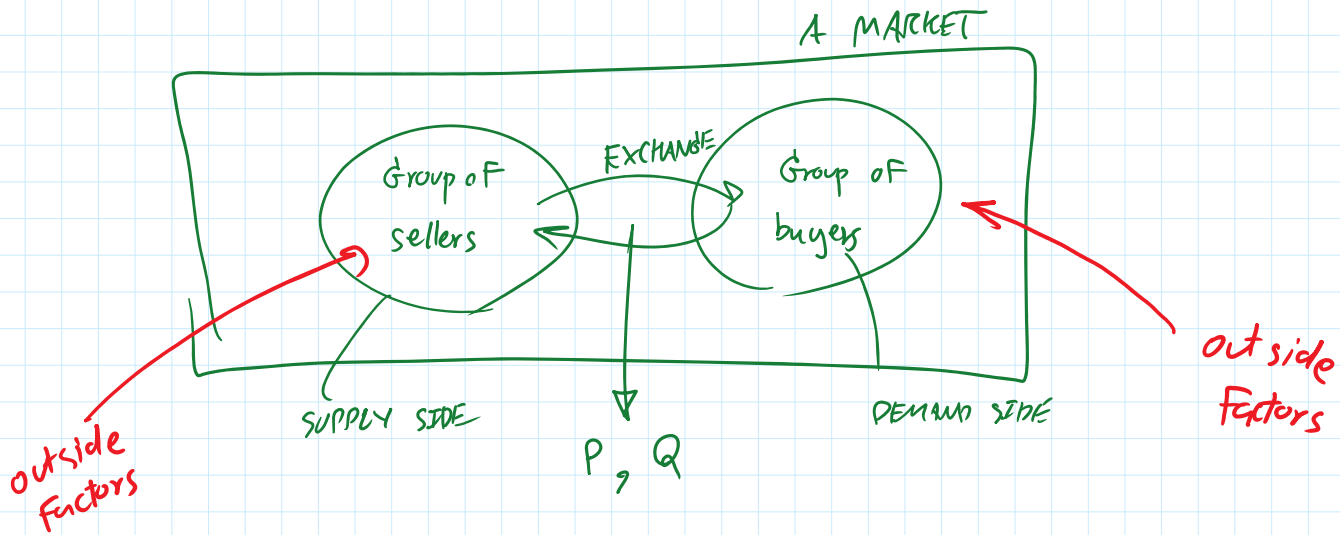 A MARKET
EXCHANGE
Group of
sellers
Group of
buyers
outside
Factors
SUPPLY SIDE
DEMAND SIDE
P, Q
outside
Factors